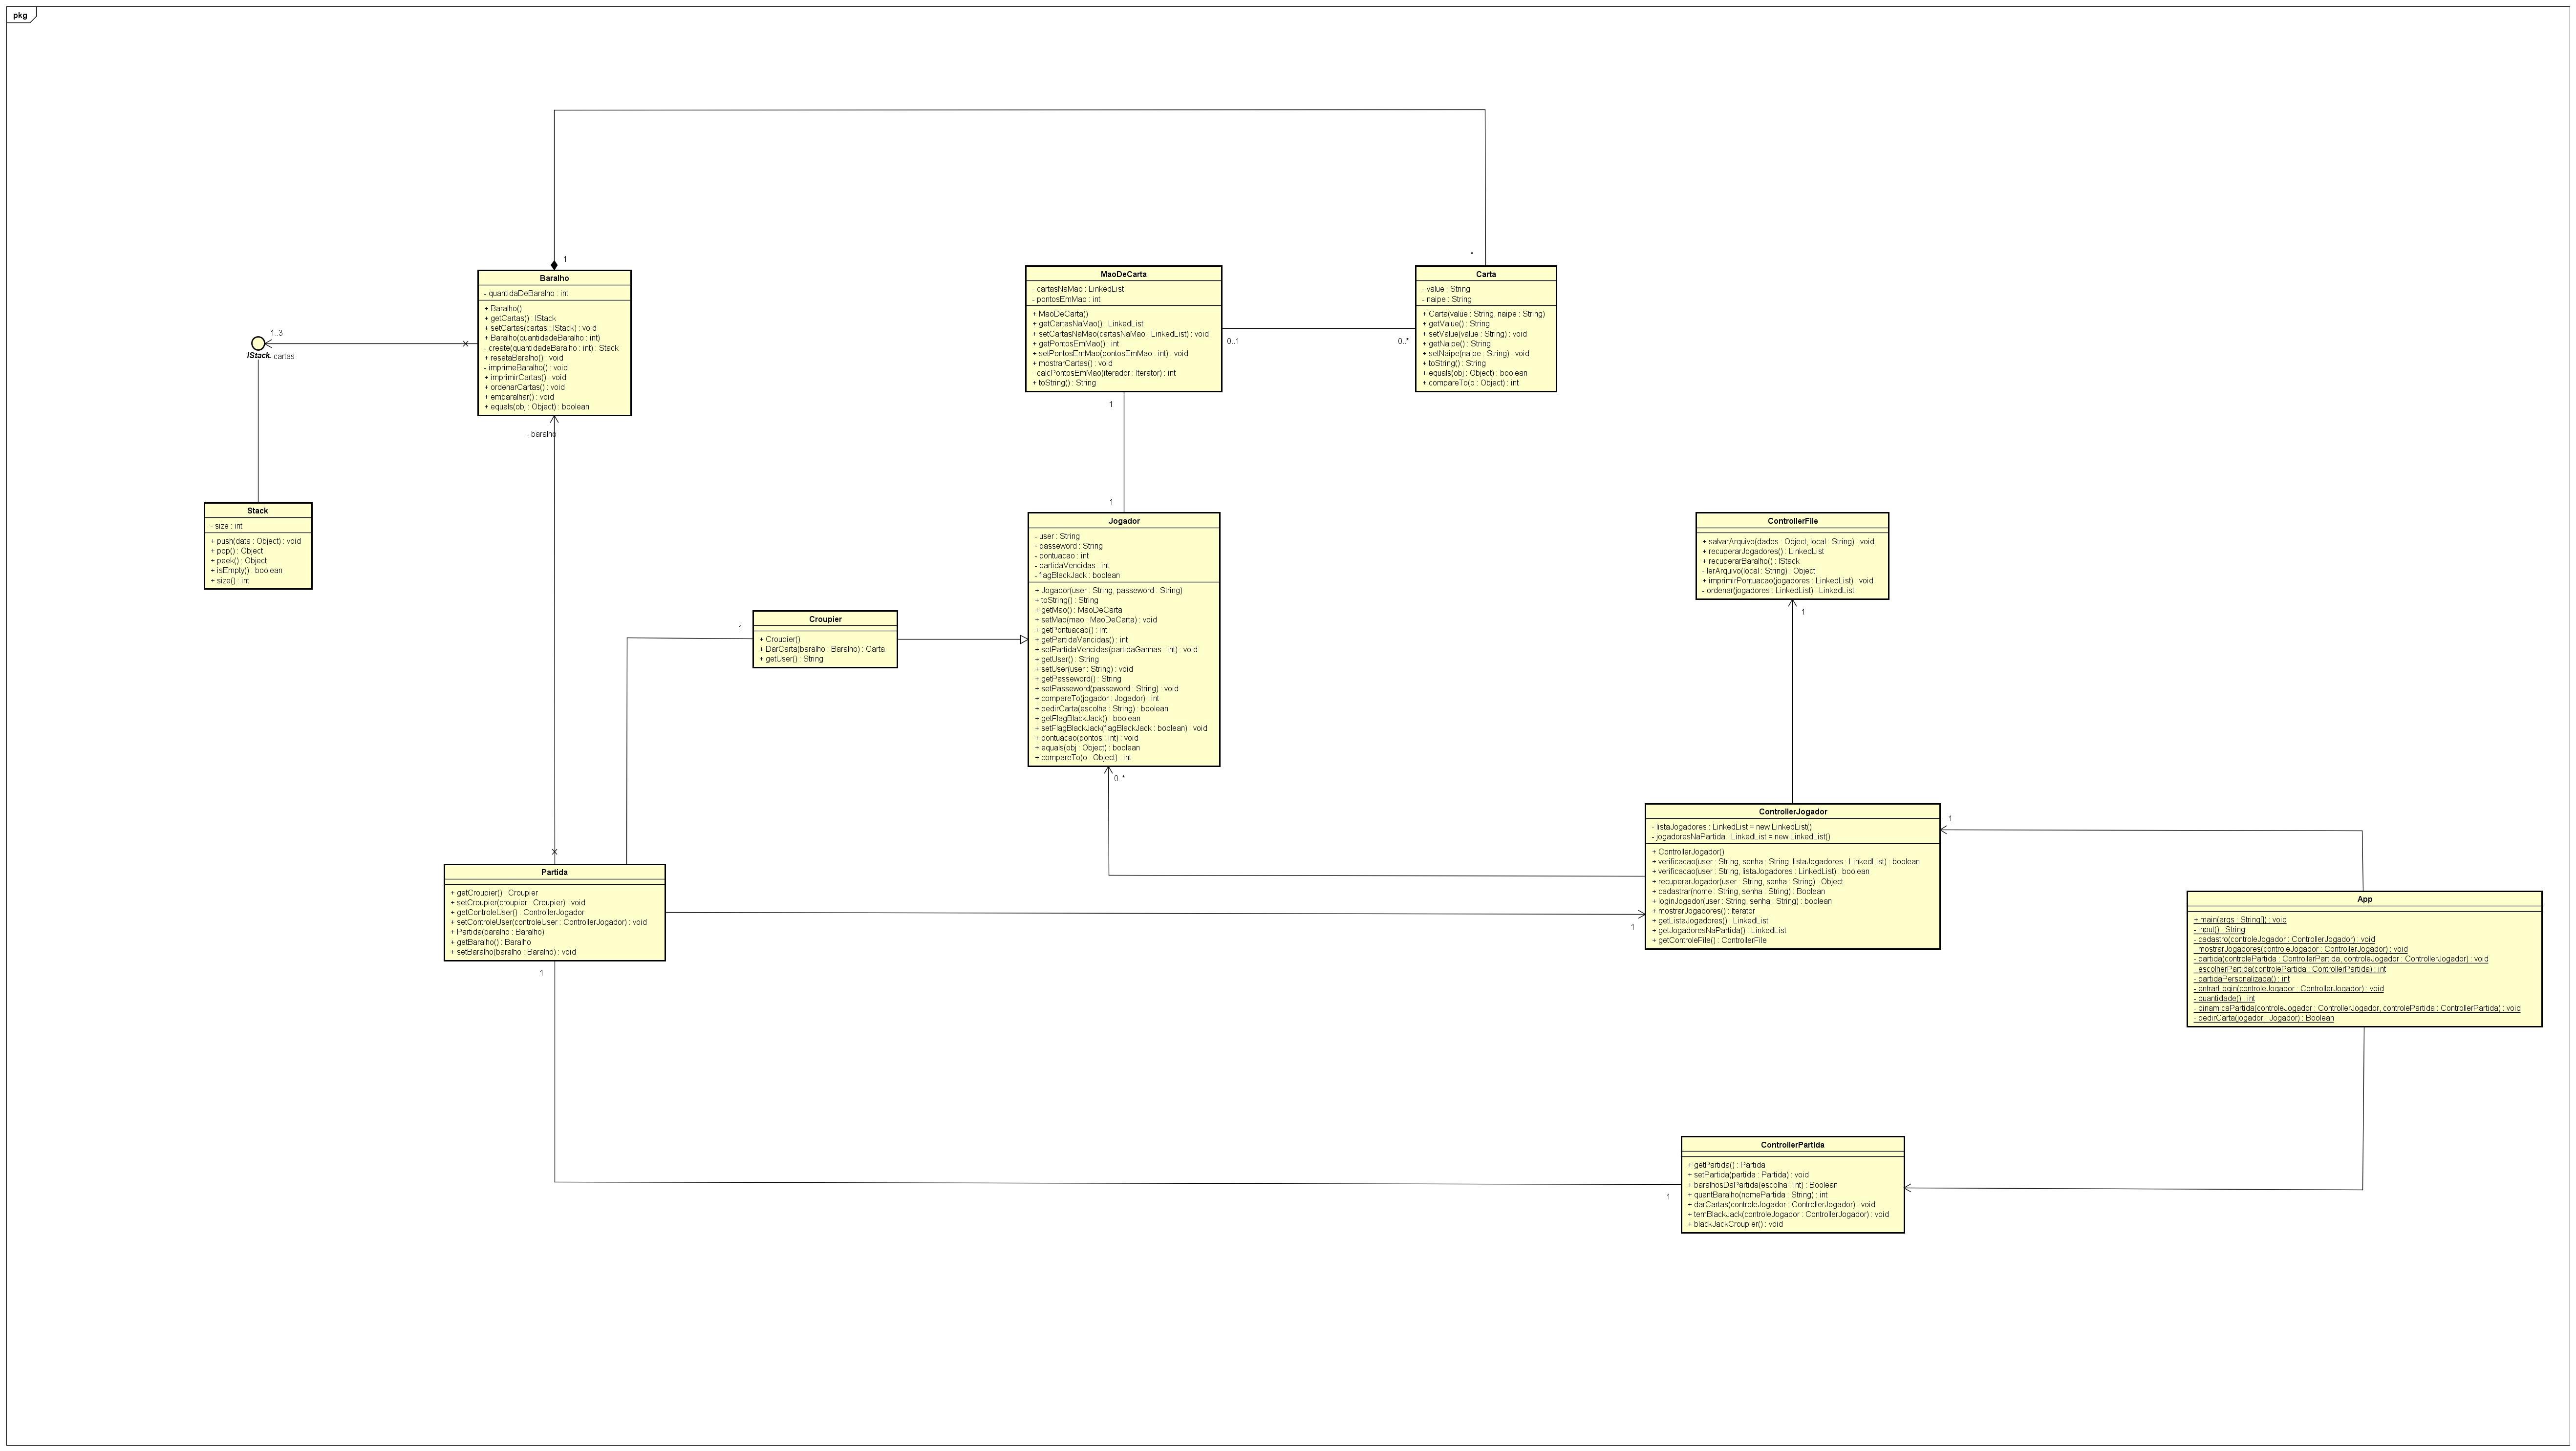 pkg
1
*
Baralho
- quantidaDeBaralho : int
+ Baralho()
+ getCartas() : IStack
+ setCartas(cartas : IStack) : void
+ Baralho(quantidadeBaralho : int)
- create(quantidadeBaralho : int) : Stack
+ resetaBaralho() : void
- imprimeBaralho() : void
+ imprimirCartas() : void
+ ordenarCartas() : void
+ embaralhar() : void
+ equals(obj : Object) : boolean
MaoDeCarta
- cartasNaMao : LinkedList
- pontosEmMao : int
+ MaoDeCarta()
+ getCartasNaMao() : LinkedList
+ setCartasNaMao(cartasNaMao : LinkedList) : void
+ getPontosEmMao() : int
+ setPontosEmMao(pontosEmMao : int) : void
+ mostrarCartas() : void
- calcPontosEmMao(iterador : Iterator) : int
+ toString() : String
0..1
0..*
Carta
- value : String
- naipe : String
+ Carta(value : String, naipe : String)
+ getValue() : String
+ setValue(value : String) : void
+ getNaipe() : String
+ setNaipe(naipe : String) : void
+ toString() : String
+ equals(obj : Object) : boolean
+ compareTo(o : Object) : int
1..3
IStack
- cartas
- baralho
1
1
Stack
- size : int
+ push(data : Object) : void
+ pop() : Object
+ peek() : Object
+ isEmpty() : boolean
+ size() : int
Jogador
- user : String
- passeword : String
- pontuacao : int
- partidaVencidas : int
- flagBlackJack : boolean
+ Jogador(user : String, passeword : String)
+ toString() : String
+ getMao() : MaoDeCarta
+ setMao(mao : MaoDeCarta) : void
+ getPontuacao() : int
+ getPartidaVencidas() : int
+ setPartidaVencidas(partidaGanhas : int) : void
+ getUser() : String
+ setUser(user : String) : void
+ getPasseword() : String
+ setPasseword(passeword : String) : void
+ compareTo(jogador : Jogador) : int
+ pedirCarta(escolha : String) : boolean
+ getFlagBlackJack() : boolean
+ setFlagBlackJack(flagBlackJack : boolean) : void
+ pontuacao(pontos : int) : void
+ equals(obj : Object) : boolean
+ compareTo(o : Object) : int
0..*
ControllerFile
+ salvarArquivo(dados : Object, local : String) : void
+ recuperarJogadores() : LinkedList
+ recuperarBaralho() : IStack
- lerArquivo(local : String) : Object
+ imprimirPontuacao(jogadores : LinkedList) : void
- ordenar(jogadores : LinkedList) : LinkedList
1
1
Croupier
+ Croupier()
+ DarCarta(baralho : Baralho) : Carta
+ getUser() : String
ControllerJogador
- listaJogadores : LinkedList = new LinkedList()
- jogadoresNaPartida : LinkedList = new LinkedList()
+ ControllerJogador()
+ verificacao(user : String, senha : String, listaJogadores : LinkedList) : boolean
+ verificacao(user : String, listaJogadores : LinkedList) : boolean
+ recuperarJogador(user : String, senha : String) : Object
+ cadastrar(nome : String, senha : String) : Boolean
+ loginJogador(user : String, senha : String) : boolean
+ mostrarJogadores() : Iterator
+ getListaJogadores() : LinkedList
+ getJogadoresNaPartida() : LinkedList
+ getControleFile() : ControllerFile
1
1
Partida
+ getCroupier() : Croupier
+ setCroupier(croupier : Croupier) : void
+ getControleUser() : ControllerJogador
+ setControleUser(controleUser : ControllerJogador) : void
+ Partida(baralho : Baralho)
+ getBaralho() : Baralho
+ setBaralho(baralho : Baralho) : void
1
App
+ main(args : String[]) : void
- input() : String
- cadastro(controleJogador : ControllerJogador) : void
- mostrarJogadores(controleJogador : ControllerJogador) : void
- partida(controlePartida : ControllerPartida, controleJogador : ControllerJogador) : void
- escolherPartida(controlePartida : ControllerPartida) : int
- partidaPersonalizada() : int
- entrarLogin(controleJogador : ControllerJogador) : void
- quantidade() : int
- dinamicaPartida(controleJogador : ControllerJogador, controlePartida : ControllerPartida) : void
- pedirCarta(jogador : Jogador) : Boolean
ControllerPartida
+ getPartida() : Partida
+ setPartida(partida : Partida) : void
+ baralhosDaPartida(escolha : int) : Boolean
+ quantBaralho(nomePartida : String) : int
+ darCartas(controleJogador : ControllerJogador) : void
+ temBlackJack(controleJogador : ControllerJogador) : void
+ blackJackCroupier() : void
1